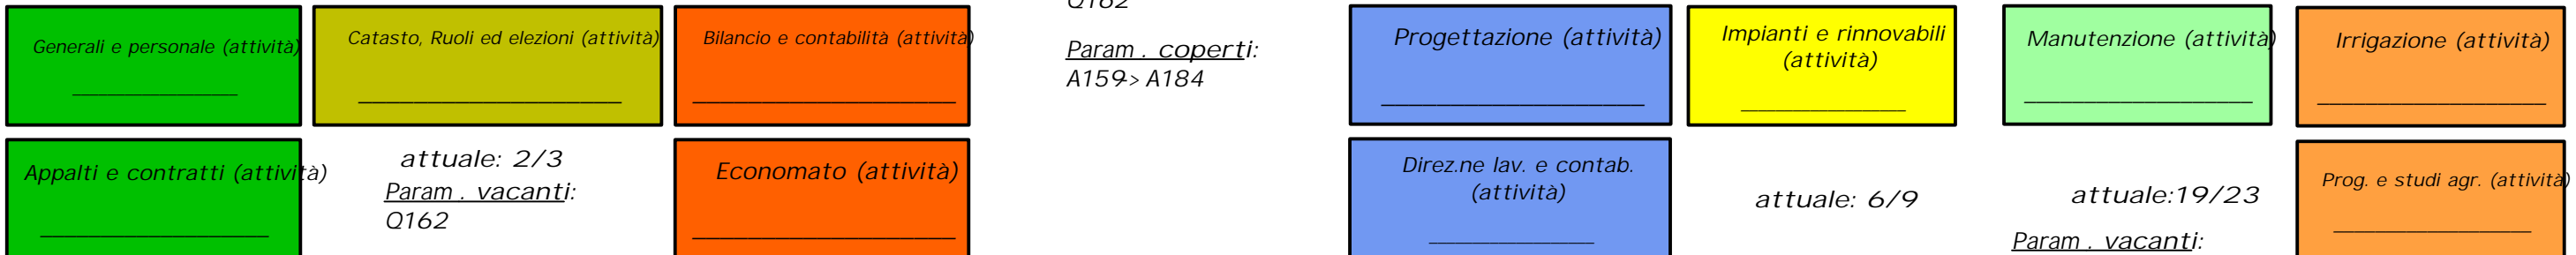 Q162
Generali e personale (attività)
Catasto, Ruoli ed elezioni (attività)
Bilancio e contabilità (attività)
Param . coperti:
A159-> A184
Progettazione (attività)
Impianti e rinnovabili
(attività)
Manutenzione (attività)
Irrigazione (attività)
Appalti e contratti (attività)
attuale: 2/3
Param . vacanti:
Q162
Economato (attività)
Direz.ne lav. e contab.
(attività)
attuale: 6/9
attuale:19/23
Param . vacanti:
Prog. e studi agr. (attività)